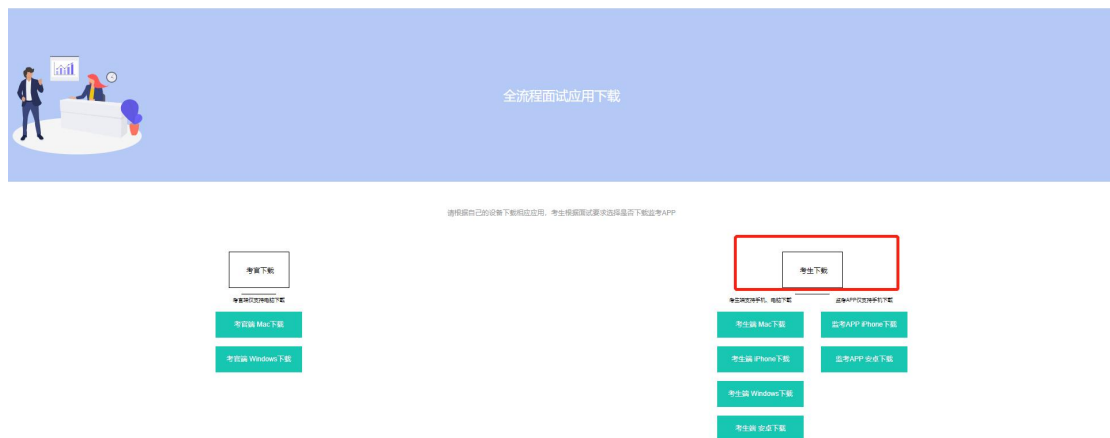 全流程面试应用下载
请根据自己的设备下载相应应用，考生根据面试要求选择是否下载监考APP
考官下载
考官端仅支持电脑下载
考官端 Mac下载
考官端 Windows下载
考生下载
考生端支持手机、电脑下载
监考APP仅支持手机下载
考生端 Mac下载
监考APP iPhone下载
考生端 iPhone下载
监考APP 安卓下载
考生端 Windows下载
考生端 安卓下载